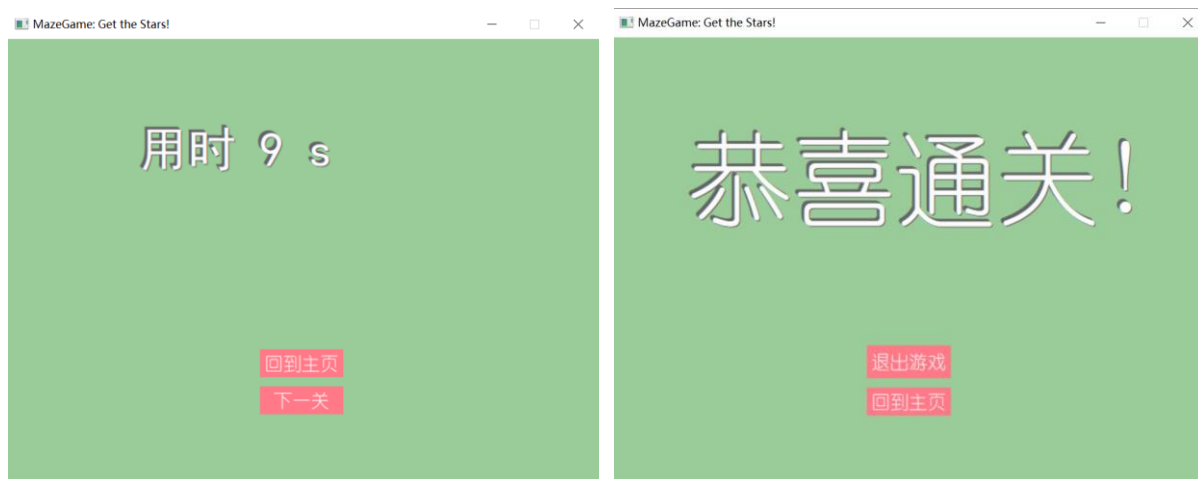 MazeGame: Get the Stars!
用时 9 s
回到主页
下一关
MazeGame: Get the Stars!
恭喜通关!
退出游戏
回到主页